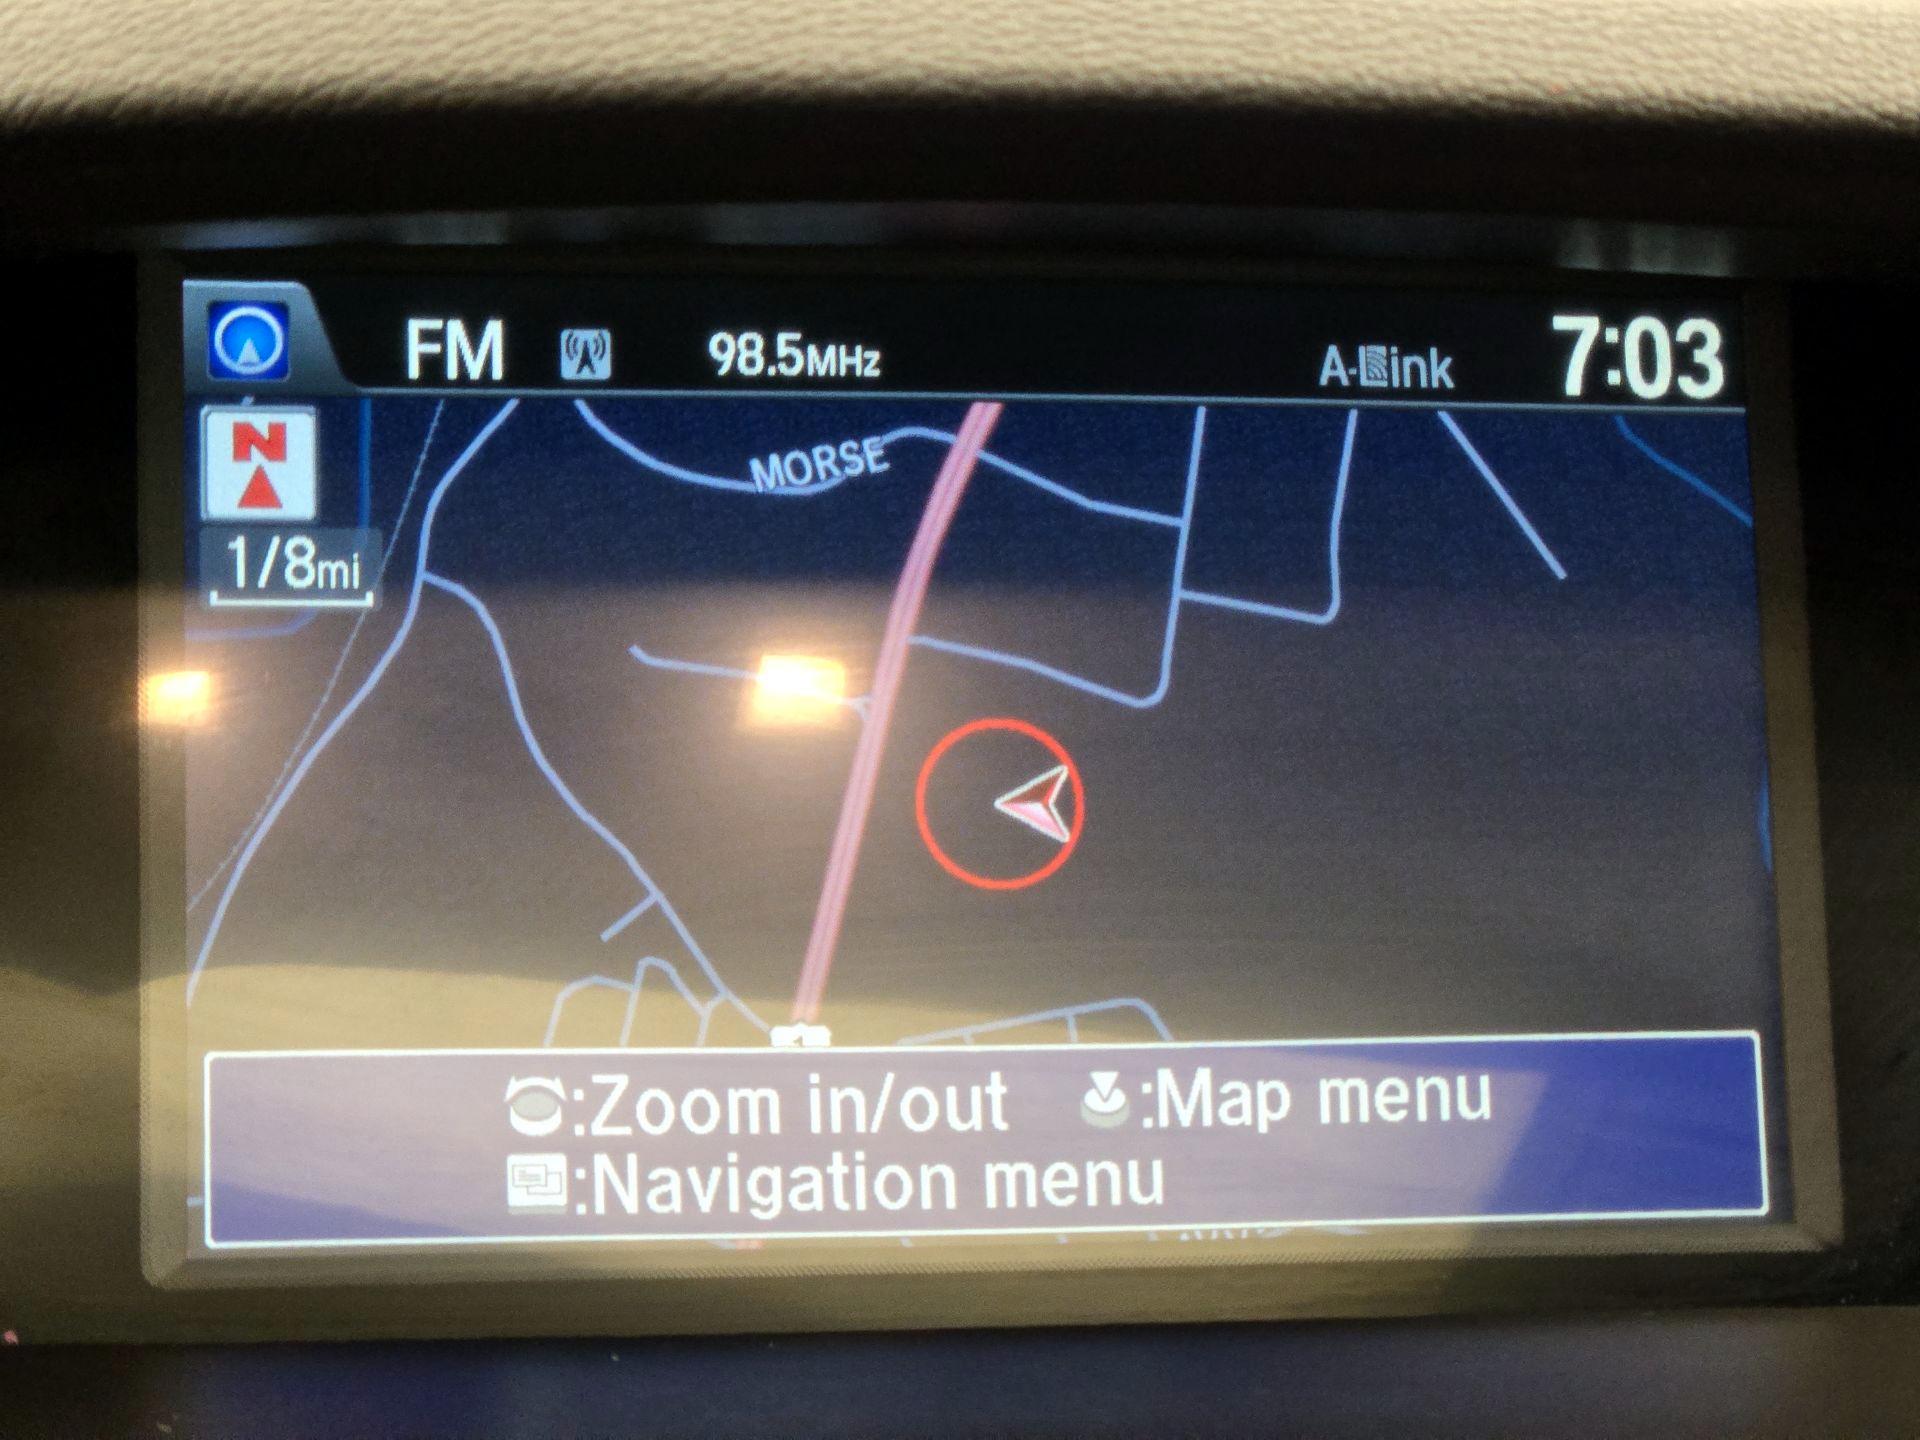 FM 98.5MHz A-Link 7:03
N
1/8mi
MORSE
:Zoom in/out :Map menu
:Navigation menu